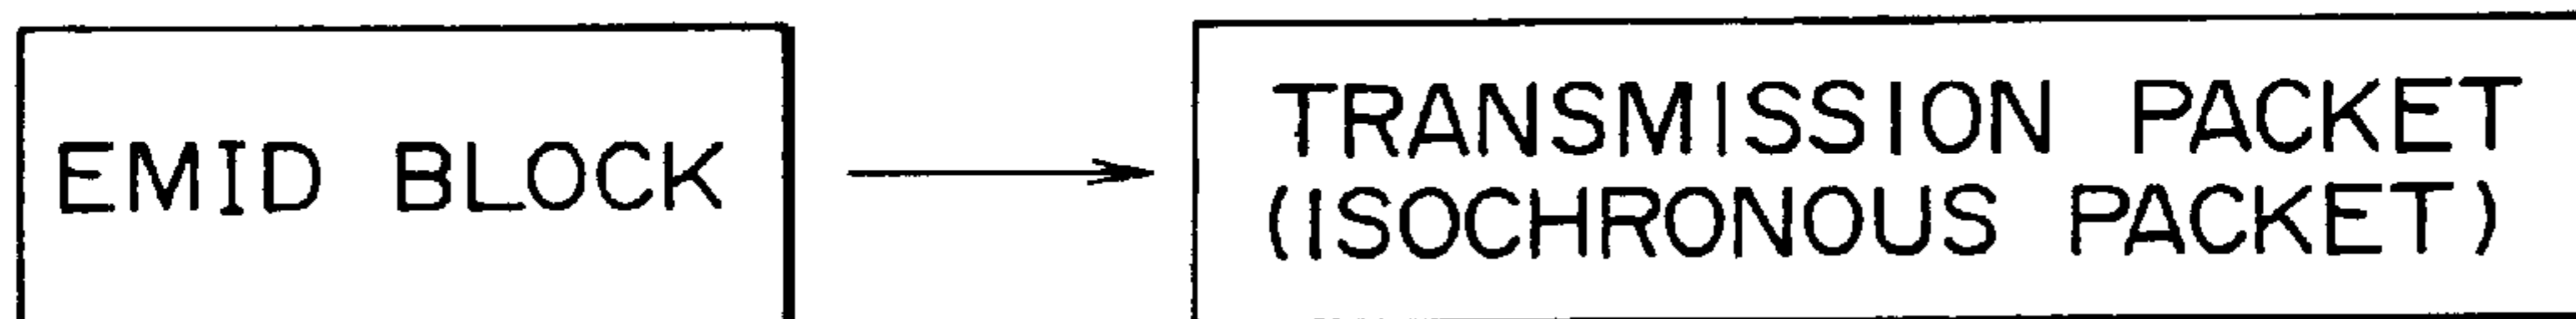 EMID BLOCK
TRANSMISSION PACKET
(ISOCHRONOUS PACKET)